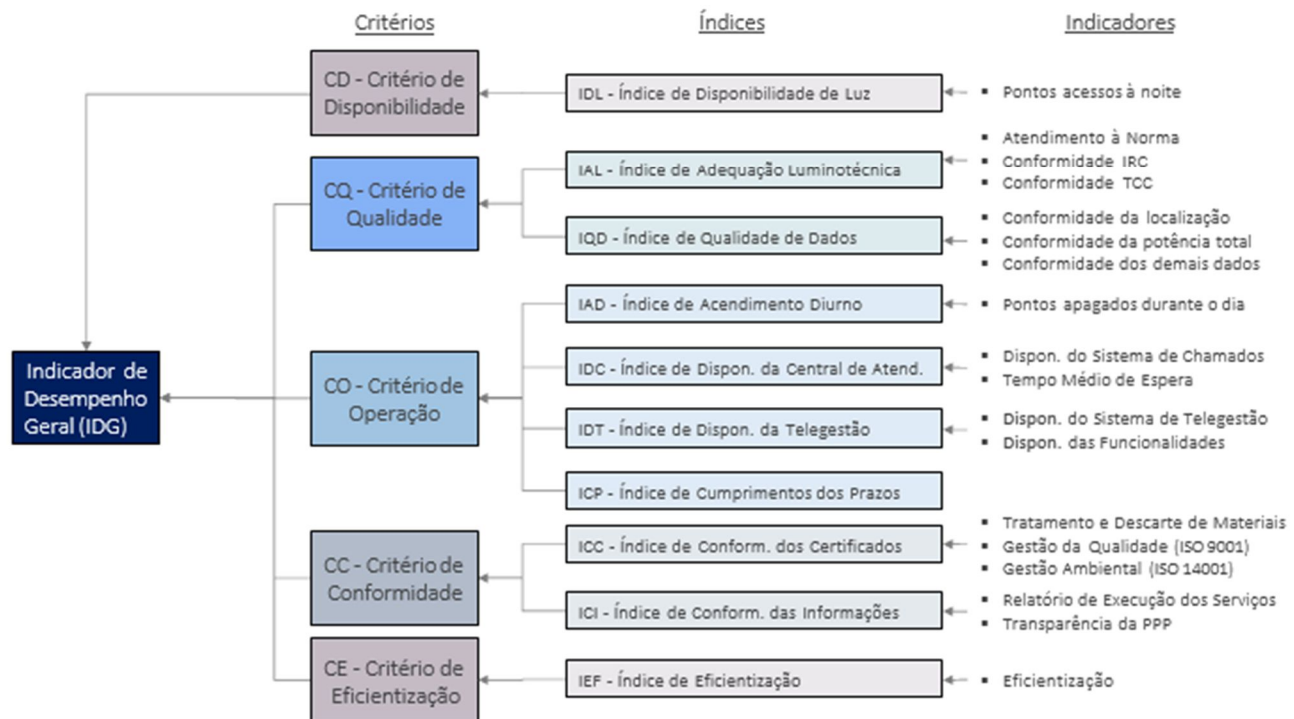 Critérios
Índices
Indicadores
CD - Critério de
Disponibilidade
IDL - Índice de Disponibilidade de Luz
▪ Pontos acessos à noite
CQ - Critério de
Qualidade
IAL - Índice de Adequação Luminotécnica
▪ Atendimento à Norma
▪ Conformidade IRC
▪ Conformidade TCC
IQD - Índice de Qualidade de Dados
▪ Conformidade da localização
▪ Conformidade da potência total
▪ Conformidade dos demais dados
Indicador de
Desempenho
Geral (IDG)
CO - Critério de
Operação
IAD - Índice de Acendimento Diurno
▪ Pontos apagados durante o dia
IDC - Índice de Dispon. da Central de Atend.
▪ Dispon. do Sistema de Chamados
▪ Tempo Médio de Espera
IDT - Índice de Dispon. da Telegestão
▪ Dispon. do Sistema de Telegestão
▪ Dispon. das Funcionalidades
ICP - Índice de Cumprimentos dos Prazos
CC - Critério de
Conformidade
ICC - Índice de Conform. dos Certificados
▪ Tratamento e Descarte de Materiais
▪ Gestão da Qualidade (ISO 9001)
▪ Gestão Ambiental (ISO 14001)
ICI - Índice de Conform. das Informações
▪ Relatório de Execução dos Serviços
▪ Transparência da PPP
CE - Critério de
Eficientização
IEF - Índice de Eficientização
▪ Eficientização